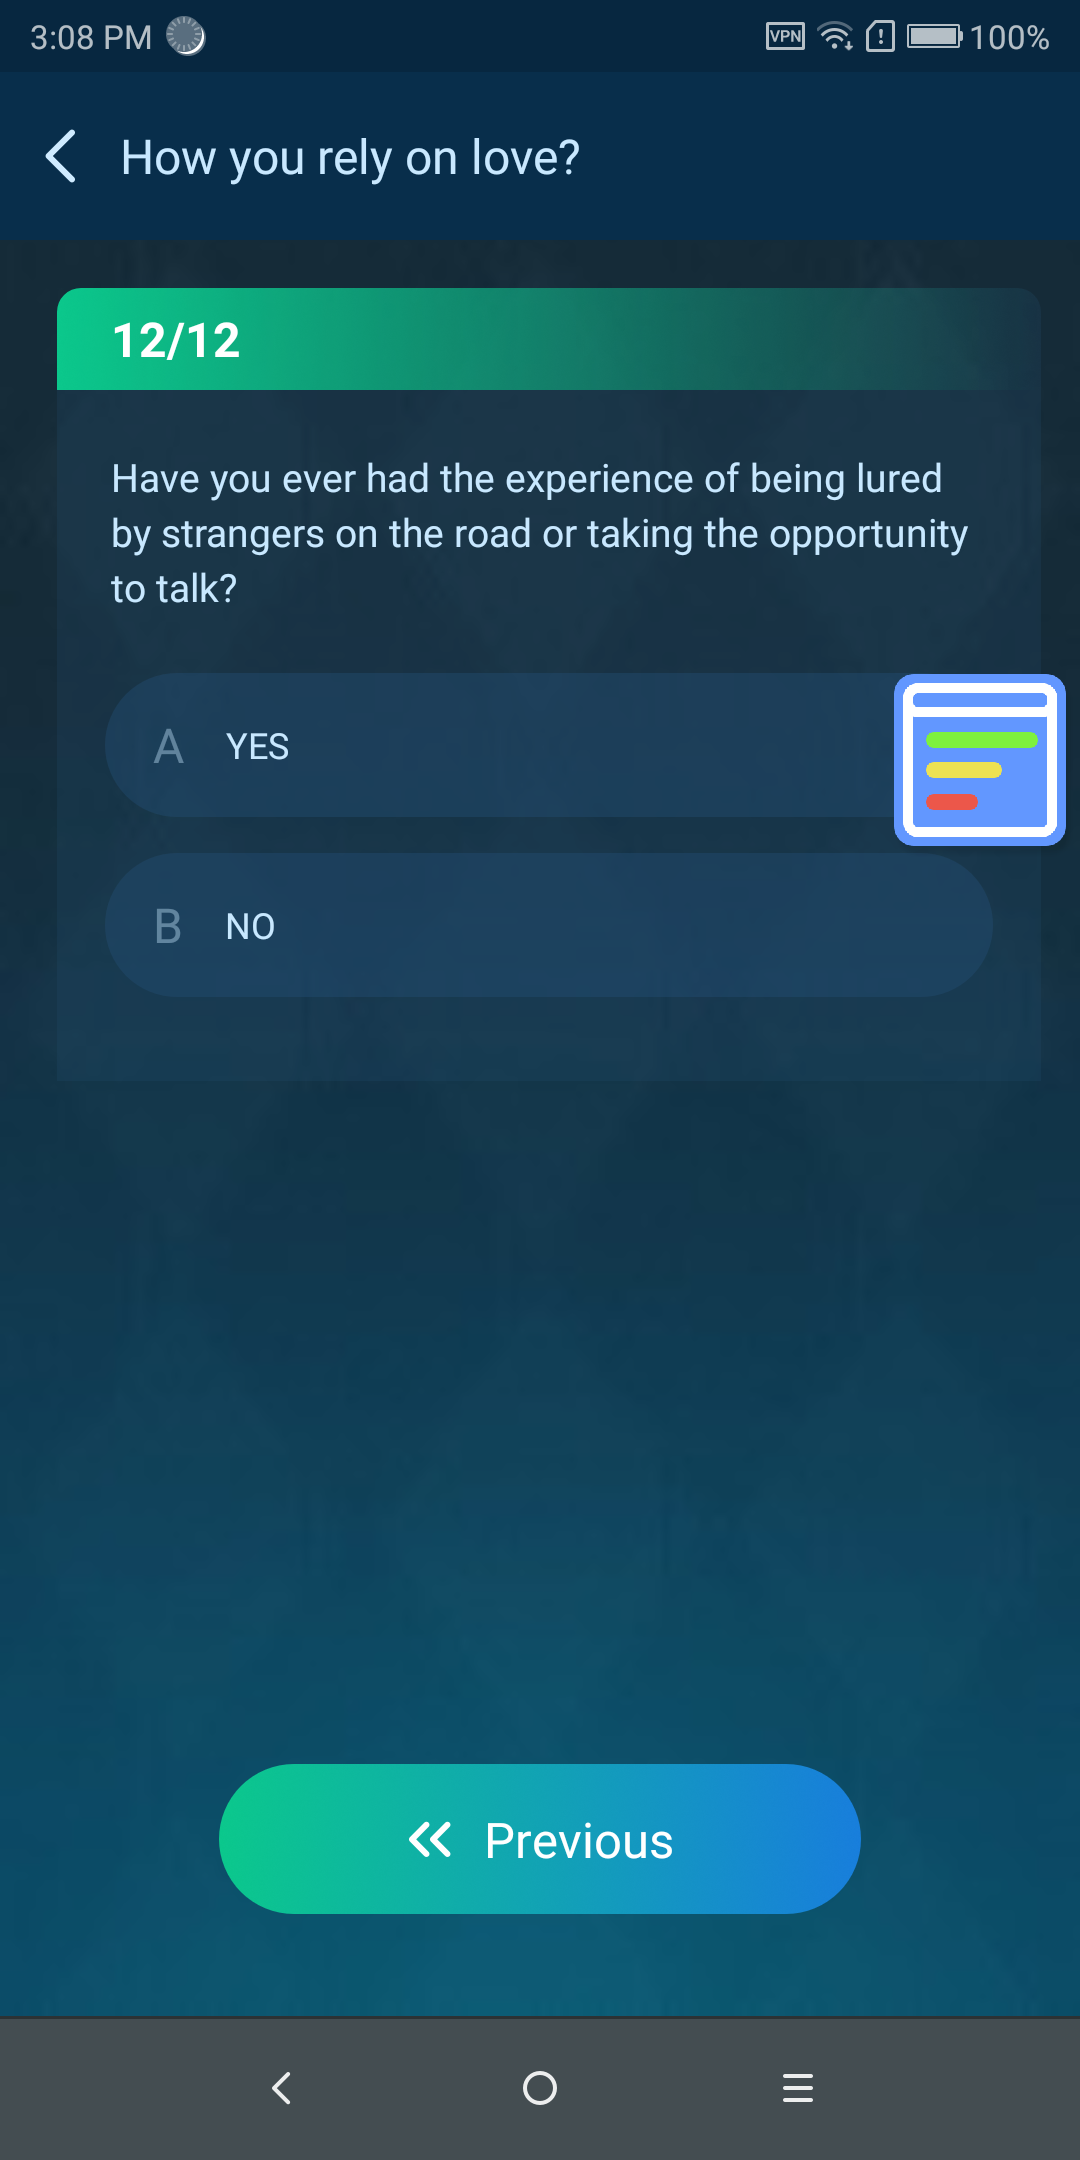 3:08 PM
VPN
100%
How you rely on love?
12/12
Have you ever had the experience of being lured
by strangers on the road or taking the opportunity
to talk?
A YES
B NO
Previous